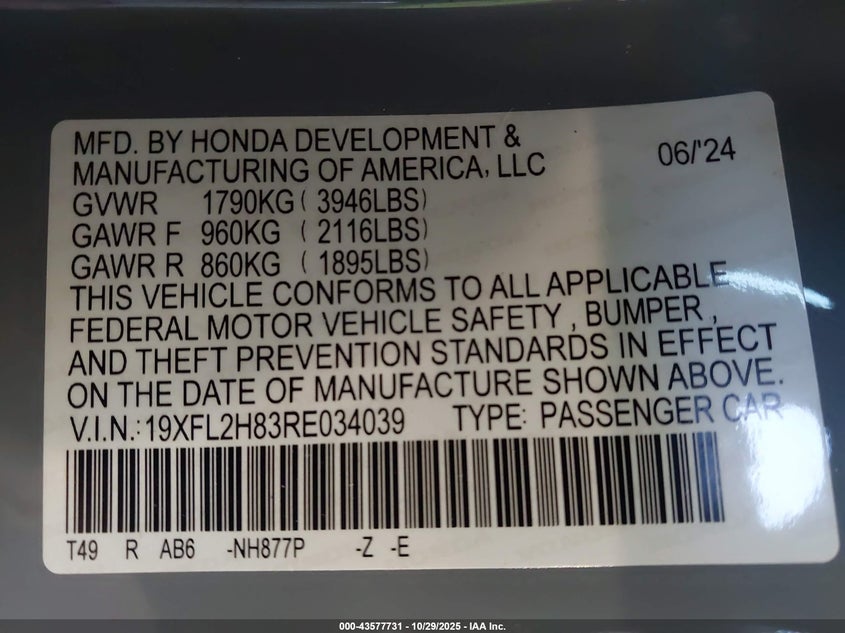 MFD. BY HONDA DEVELOPMENT &
MANUFACTURING OF AMERICA, LLC 06/'24
GVWR 1790KG ( 3946LBS)
GAWR F 960KG ( 2116LBS)
GAWR R 860KG ( 1895LBS)
THIS VEHICLE CONFORMS TO ALL APPLICABLE
FEDERAL MOTOR VEHICLE SAFETY , BUMPER ,
AND THEFT PREVENTION STANDARDS IN EFFECT
ON THE DATE OF MANUFACTURE SHOWN ABOVE.
V.I.N.:19XFL2H83RE034039 TYPE: PASSENGER CAR
T49 R AB6 -NH877P -Z -E
000-43577731 - 10/29/2025 - IAA Inc.